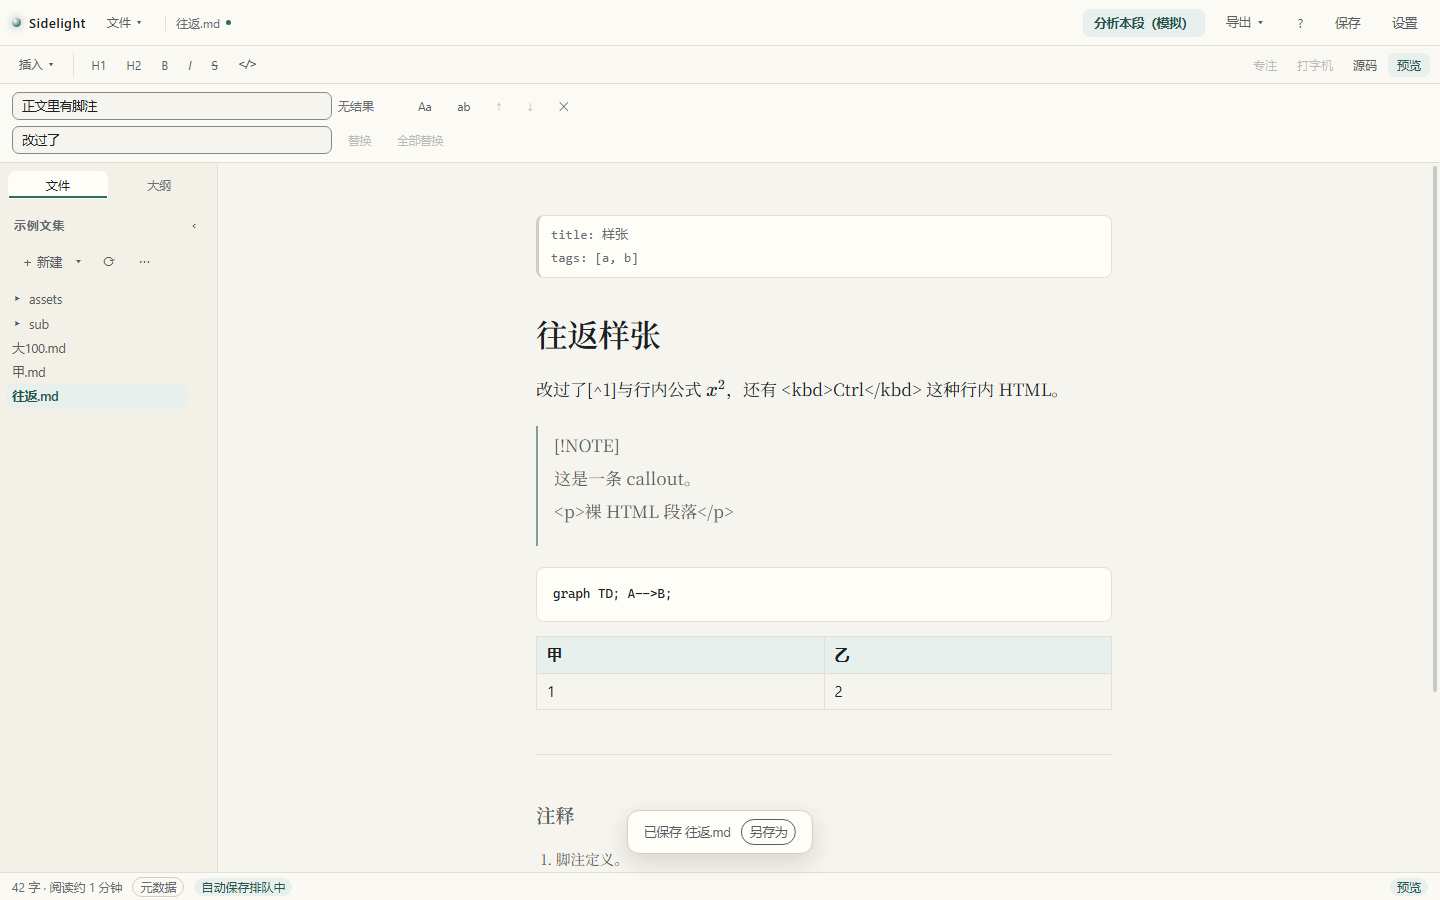 Sidelight 文件 往返.md 分析本段（模拟） 导出 ? 保存 设置
插入 H1 H2 B I S </> 专注 打字机 源码 预览
正文里有脚注 无结果 Aa ab ↑ ↓ ×
改过了 替换 全部替换
文件 大纲
示例文集 ‹
+ 新建 ⟳ ···
assets
sub
大100.md
甲.md
往返.md
title: 样张
tags: [a, b]
往返样张
改过了[^1]与行内公式 x², 还有 <kbd>Ctrl</kbd> 这种行内 HTML。
[!NOTE]
这是一条 callout。
<p>裸 HTML 段落</p>
graph TD; A-->B;
甲 乙
1 2
注释
1. 脚注定义。
已保存 往返.md 另存为
42 字 · 阅读约 1 分钟 元数据 自动保存排队中 预览